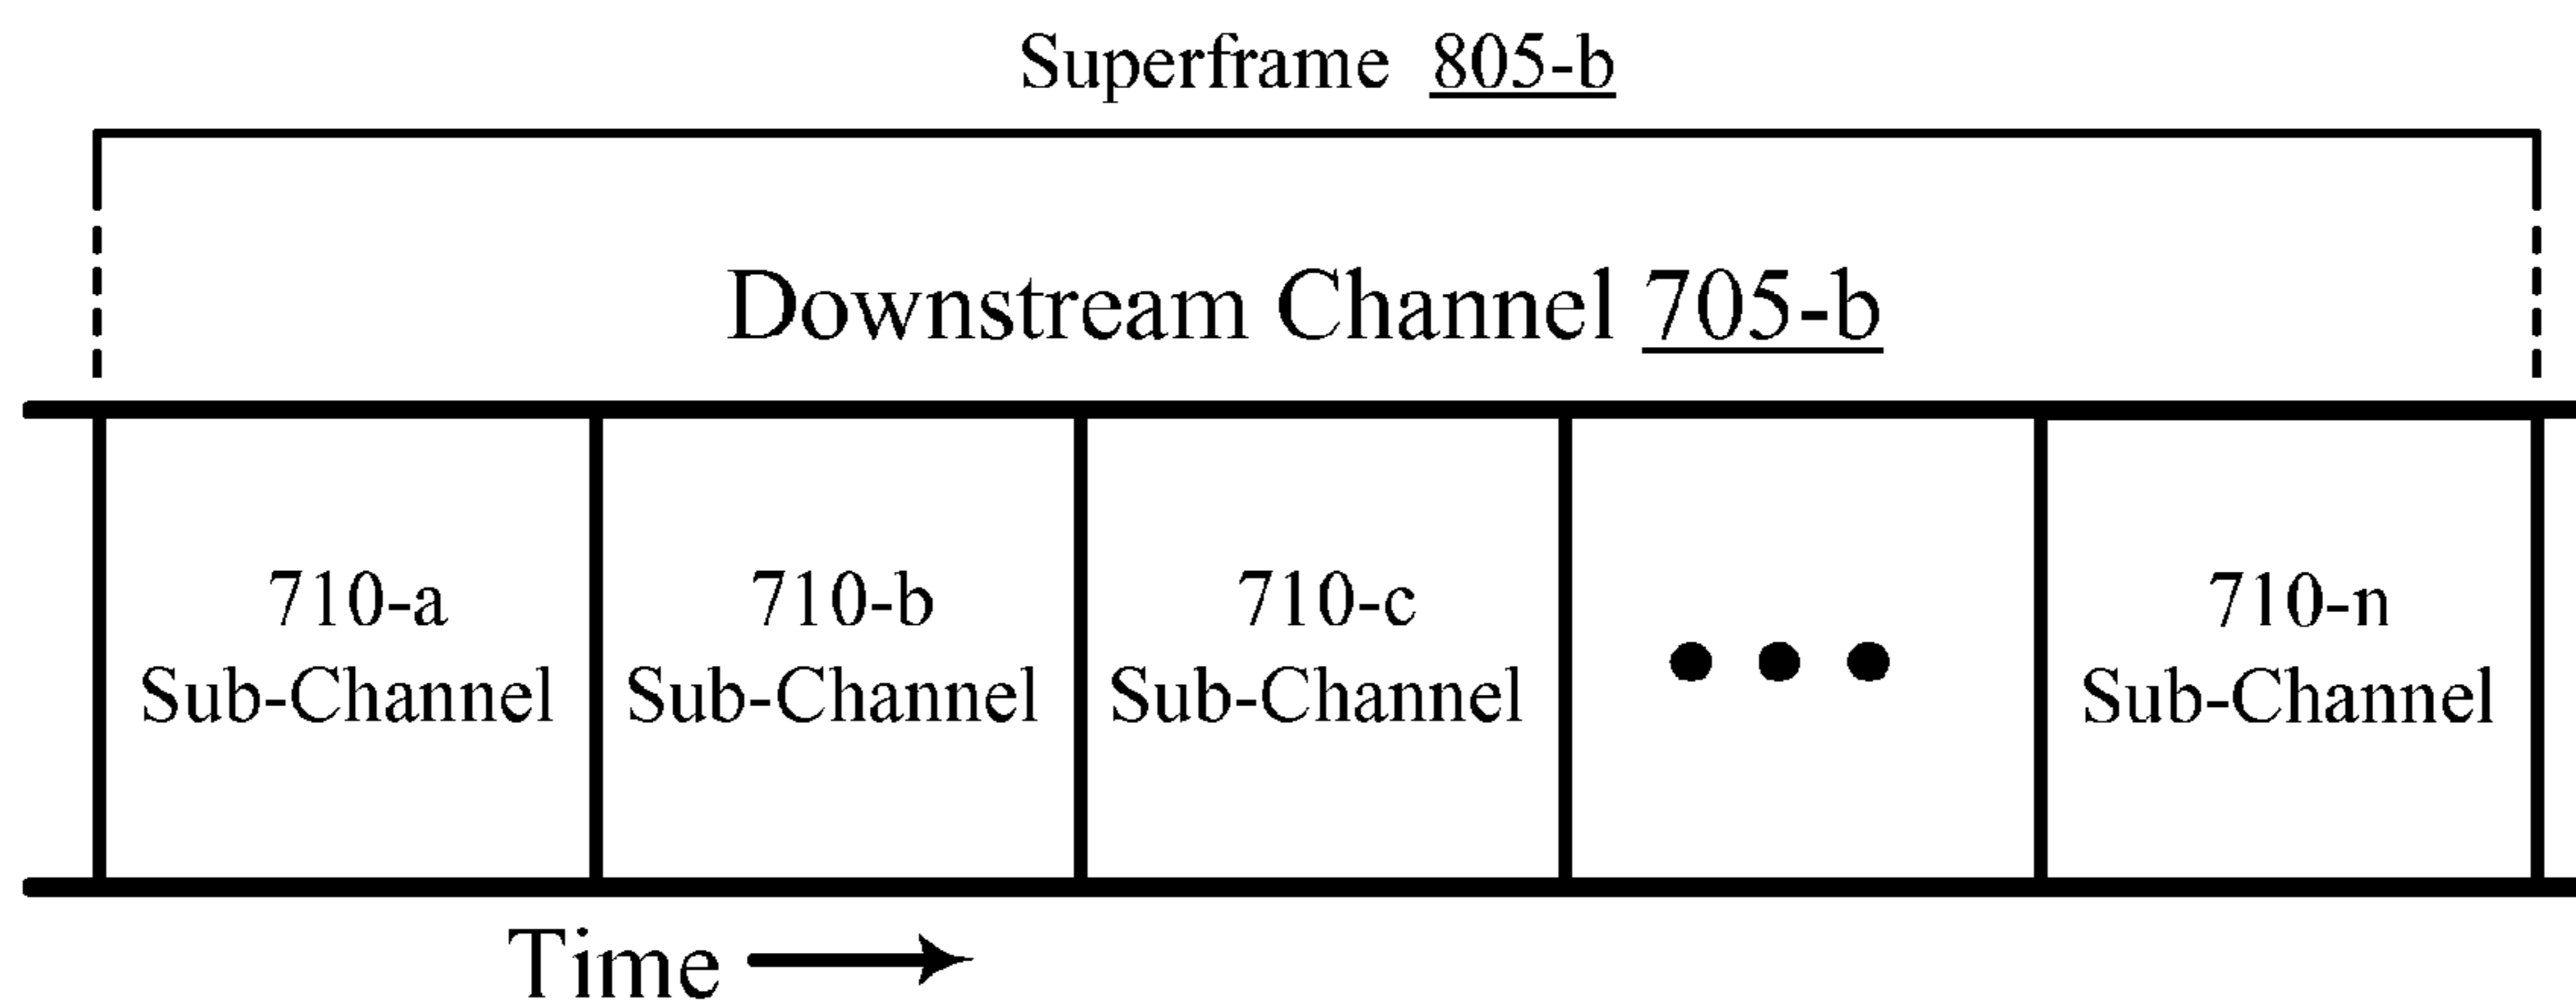 Superframe 805-b
Downstream Channel 705-b
710-a
Sub-Channel
710-b
Sub-Channel
710-c
Sub-Channel
710-n
Sub-Channel
Time